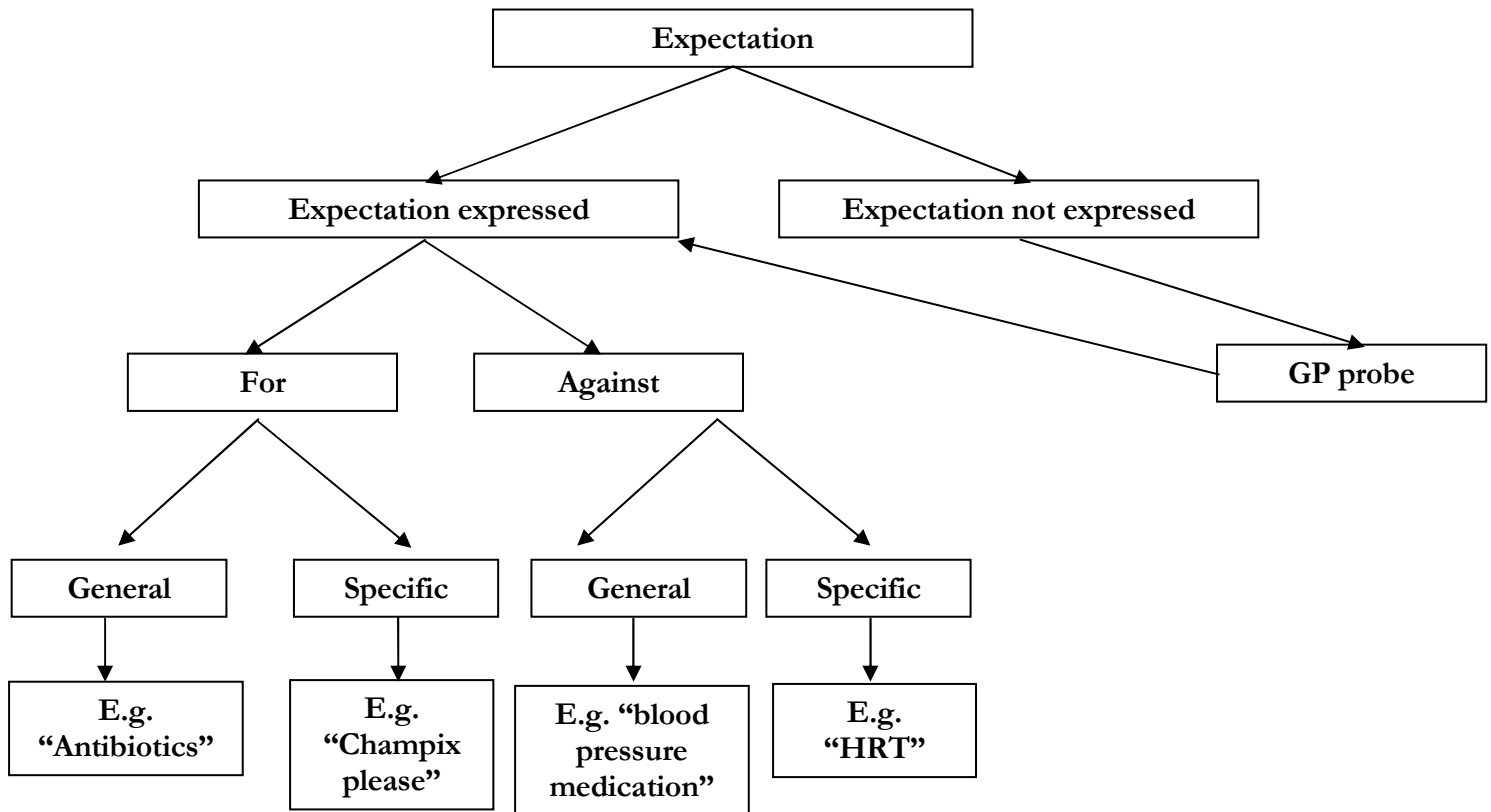 Expectation
Expectation expressed
Expectation not expressed
For
Against
GP probe
General
Specific
General
Specific
E.g.
“Antibiotics”
E.g.
“Champix
please”
E.g. “blood
pressure
medication”
E.g.
“HRT”